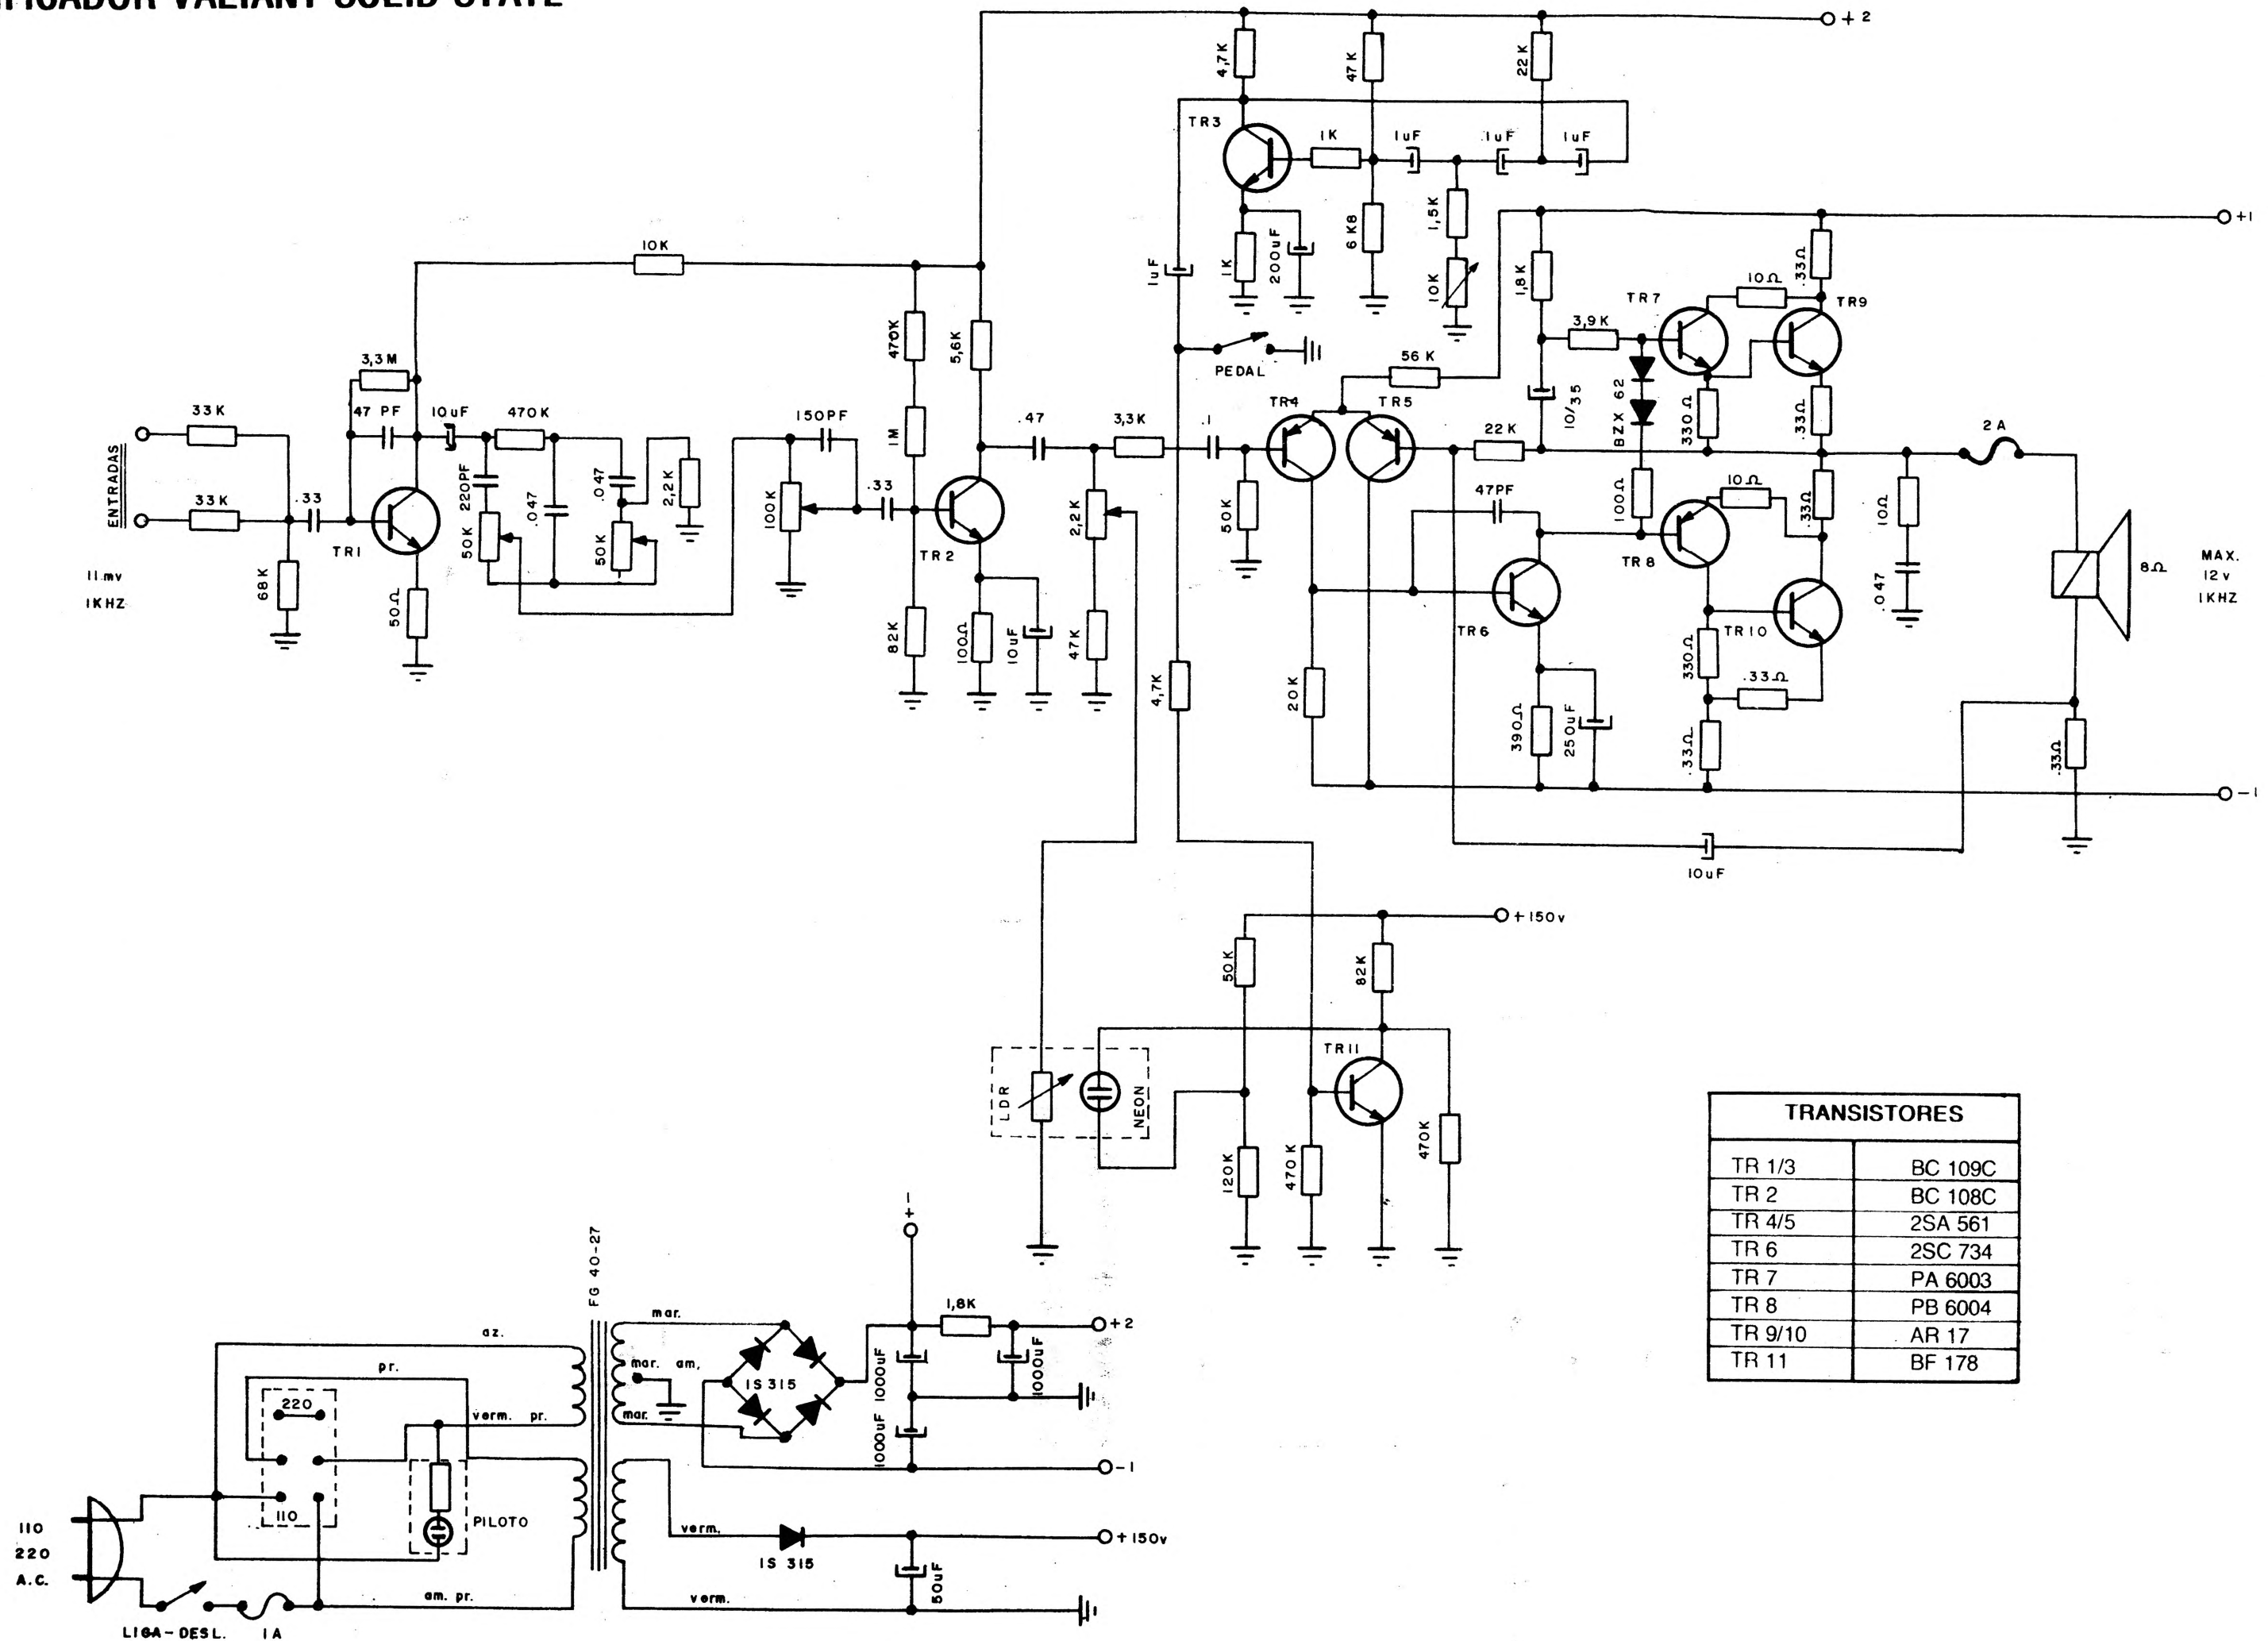 VALIANT SOLID STATE
+ 2
4,7K
47K
22K
TR3
1K
1uF
1uF
1uF
1K
200uF
6K8
1,5K
10K
1uF
+1
10K
1,8K
TR7
10Ω
.33Ω
TR9
3,9K
470K
5,6K
3,3M
PEDAL
56K
BZX 62
10/35
330Ω
.33Ω
ENTRADAS
33K
33K
47 PF
10uF
470K
150PF
.47
3,3K
.1
TR4
TR5
22K
2A
.33
220PF
.047
.047
2,2K
1M
100K
.33
2,2K
50K
47PF
100Ω
10Ω
.33Ω
10Ω
TR1
50K
50K
TR2
TR8
8Ω
MAX.
12v
1KHZ
11.mv
1KHZ
68K
50Ω
82K
100Ω
10uF
47K
4,7K
20K
TR6
390Ω
250uF
TR10
330Ω
.33Ω
.33Ω
.047
.33Ω
-1
10uF
+150v
50K
82K
LDR
NEON
TR11
120K
470K
470K
TRANSISTORES
TR 1/3 BC 109C
TR 2 BC 108C
TR 4/5 2SA 561
TR 6 2SC 734
TR 7 PA 6003
TR 8 PB 6004
TR 9/10 AR 17
TR 11 BF 178
+1
FG 40-27
az.
mar.
1,8K
+2
pr.
mar. am.
1S315
1000uF
1000uF
220
verm. pr.
mar.
1000uF
-1
110
PILOTO
verm.
+150v
110
220
A.C.
1S 315
50uF
am. pr.
verm.
LIGA-DESL.
1A